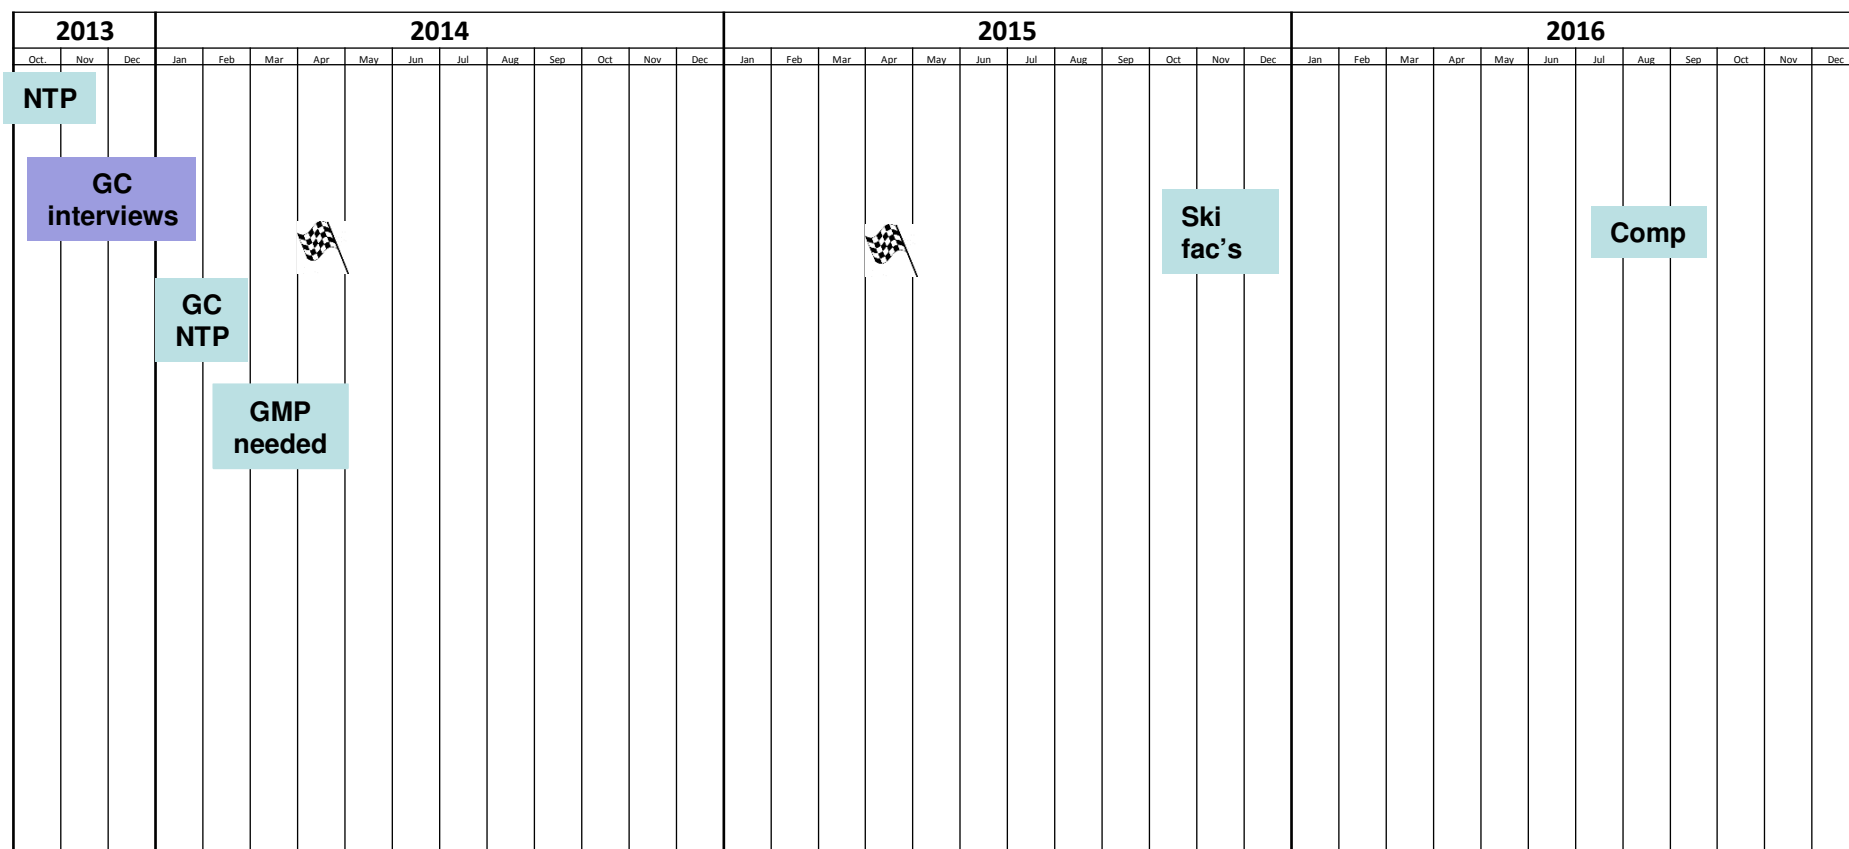 2013 2014 2015 2016
Oct. Nov Dec Jan Feb Mar Apr May Jun Jul Aug Sep Oct Nov Dec Jan Feb Mar Apr May Jun Jul Aug Sep Oct Nov Dec Jan Feb Mar Apr May Jun Jul Aug Sep Oct Nov Dec
NTP
GC
interviews
Ski
fac's
Comp
GC
NTP
GMP
needed